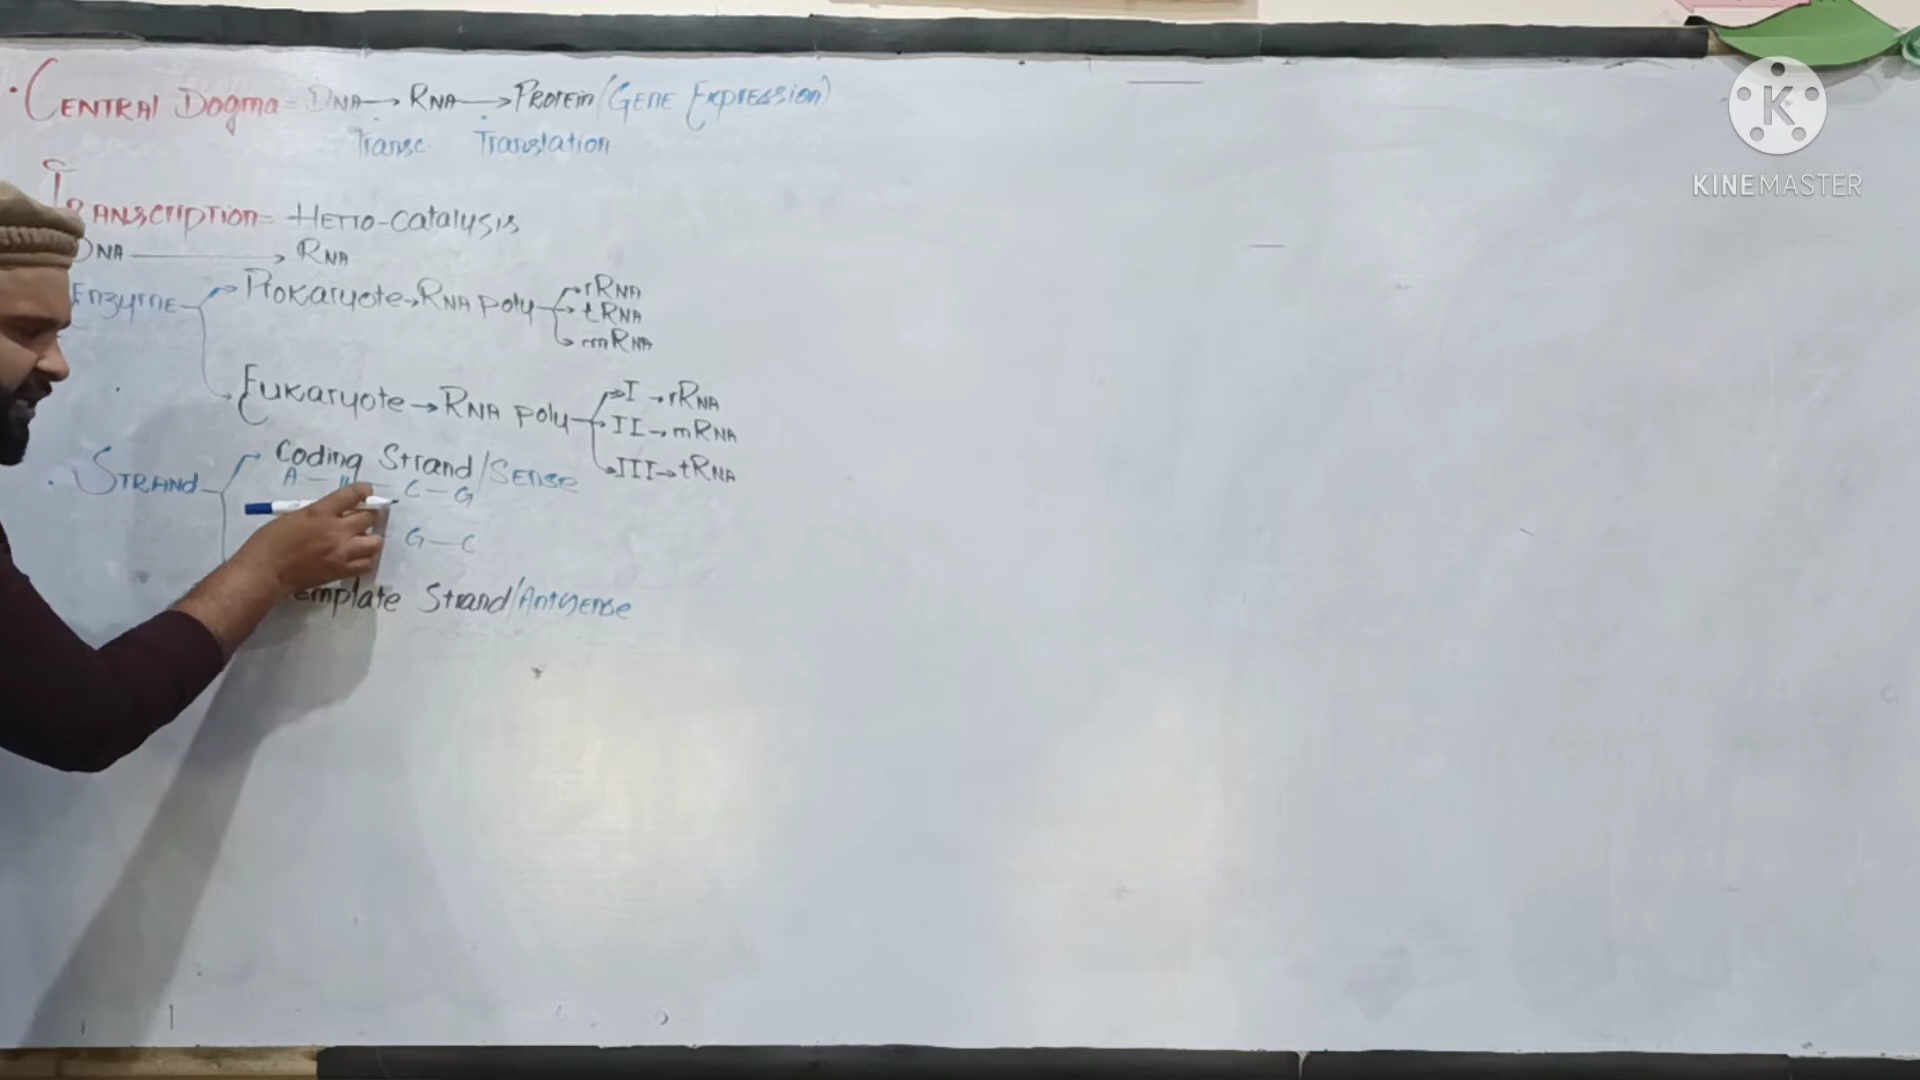 · CENTRAL Dogma = DNA → RNA → Protein (GENE Expression)
Transc Translation
TRANSCRIPTION = Hetro-catalysis
DNA → RNA
Enzyme → Prokaryote → RNA poly → rRNA
→ tRNA
→ mRNA
→ Eukaryote → RNA poly → I → rRNA
→ II → mRNA
→ III → tRNA
· STRAND → Coding Strand/Sense
A — C — G
G — C
emplate Strand/Antisense
K
KINEMASTER